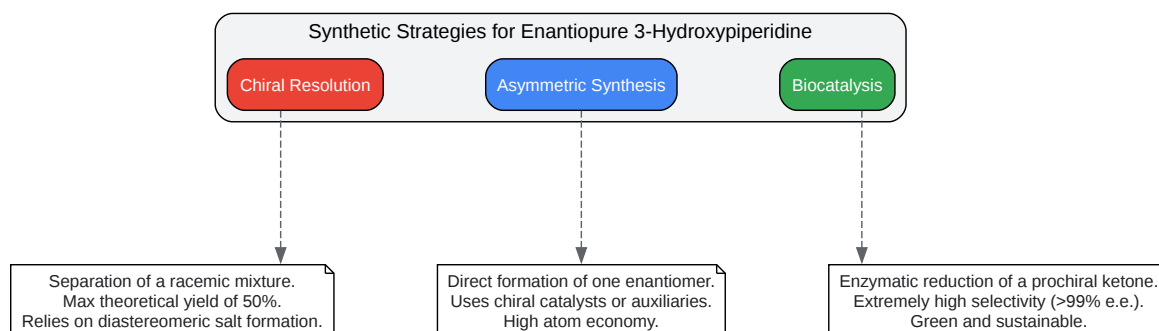 Synthetic Strategies for Enantiopure 3-Hydroxypiperidine
Chiral Resolution
Asymmetric Synthesis
Biocatalysis
Separation of a racemic mixture.
Max theoretical yield of 50%.
Relies on diastereomeric salt formation.
Direct formation of one enantiomer.
Uses chiral catalysts or auxiliaries.
High atom economy.
Enzymatic reduction of a prochiral ketone.
Extremely high selectivity (>99% e.e.).
Green and sustainable.